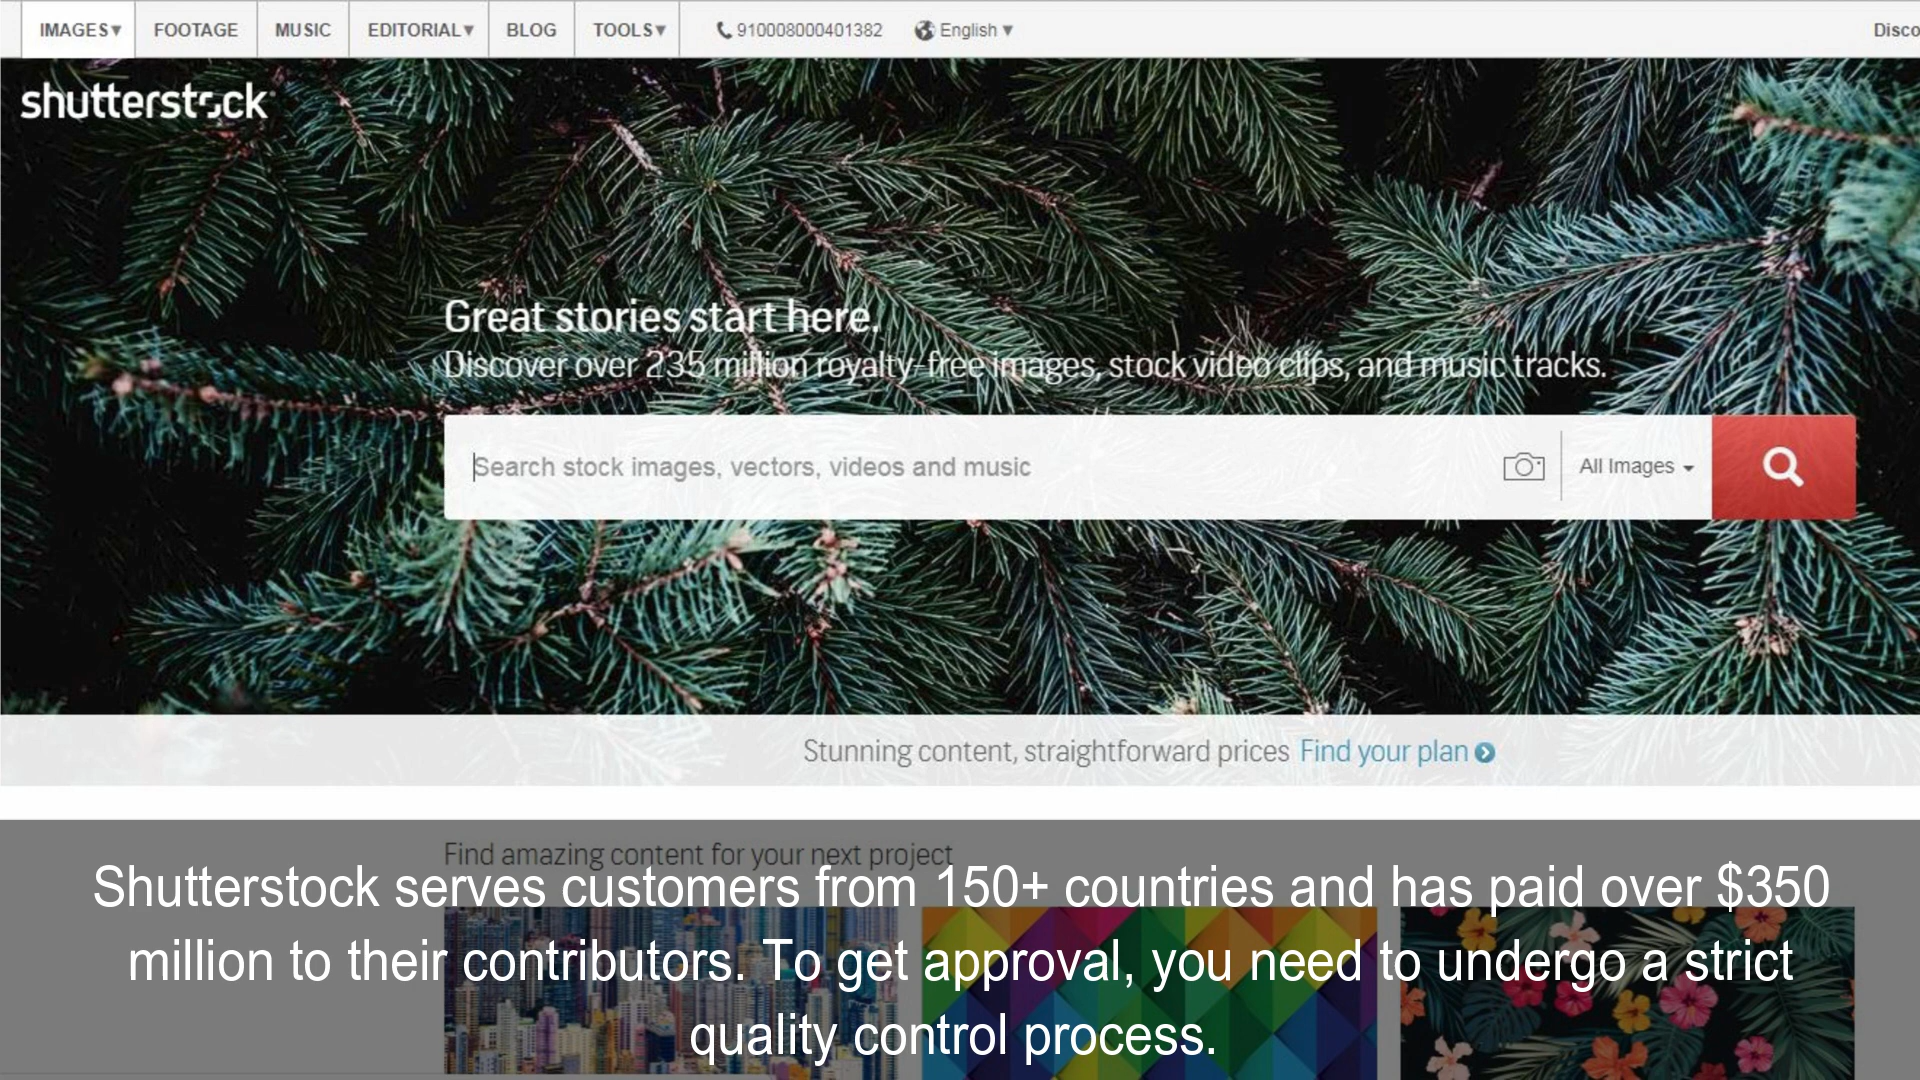 IMAGES
FOOTAGE
MUSIC
EDITORIAL
BLOG
TOOLS
910008000401382
English
Disco
shutterstock
Great stories start here.
Discover over 235 million royalty-free images, stock video clips, and music tracks.
Search stock images, vectors, videos and music
All Images
Stunning content, straightforward prices Find your plan
Find amazing content for your next project
Shutterstock serves customers from 150+ countries and has paid over $350
million to their contributors. To get approval, you need to undergo a strict
quality control process.